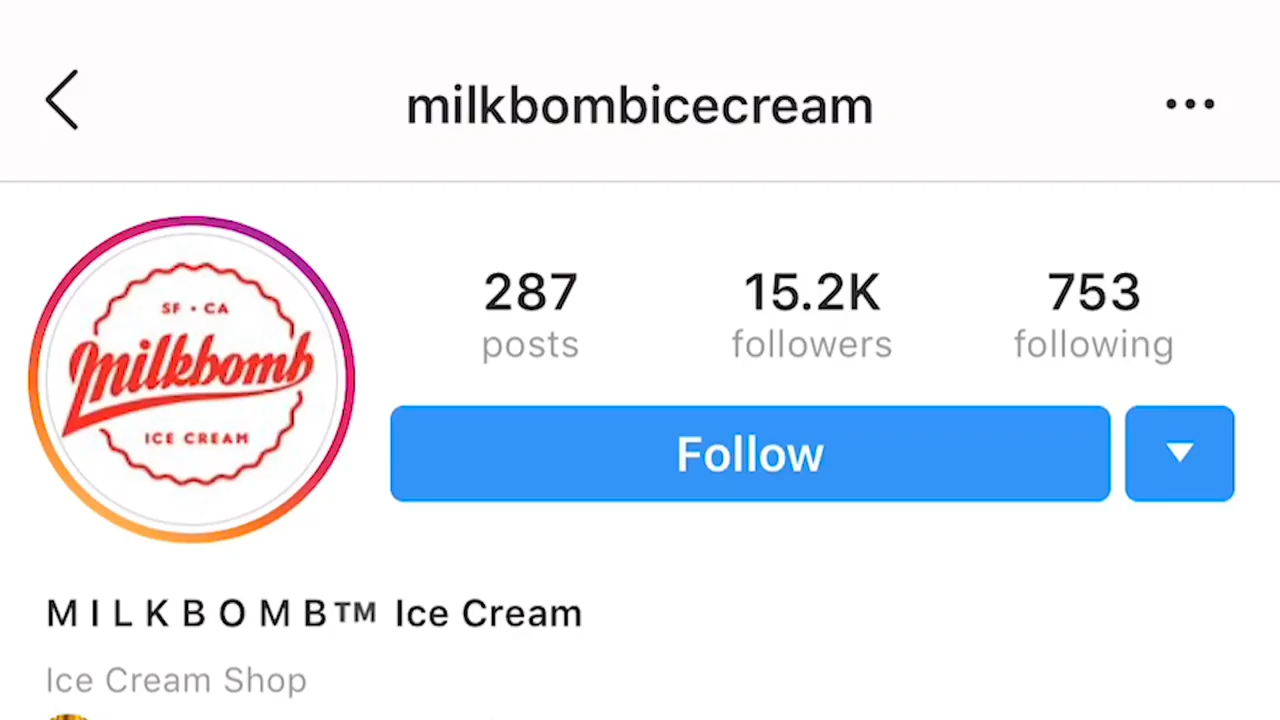 milkbombicecream
SF • CA
milkbomb
ICE CREAM
287 15.2K 753
posts followers following
Follow
M I L K B O M B™ Ice Cream
Ice Cream Shop